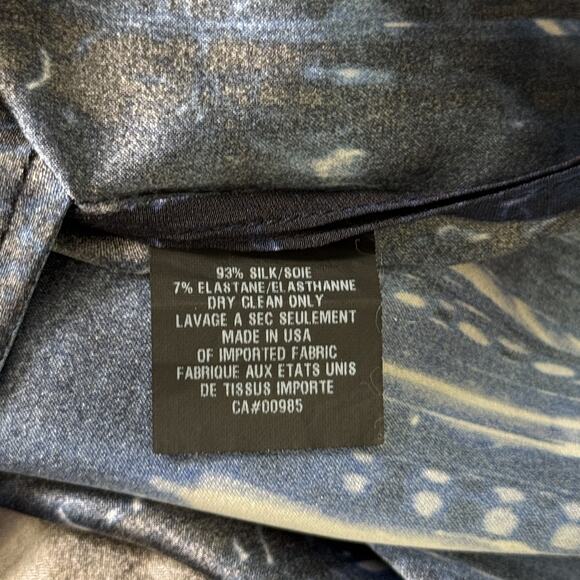 93% SILK/SOIE
7% ELASTANE/ELASTHANNE
DRY CLEAN ONLY
LAVAGE A SEC SEULEMENT
MADE IN USA
OF IMPORTED FABRIC
FABRIQUE AUX ETATS UNIS
DE TISSUS IMPORTE
CA#00985